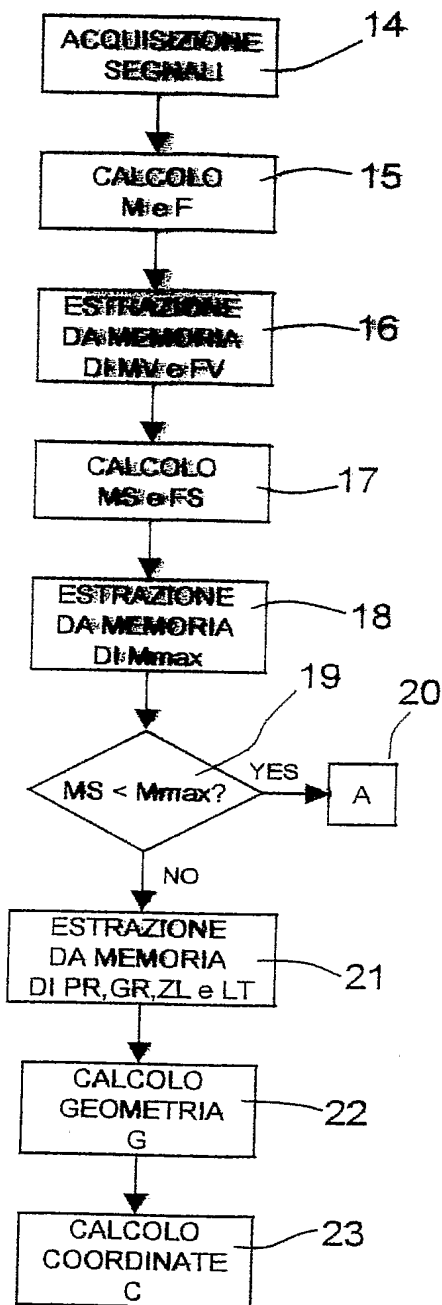 ACQUISIZIONE
SEGNALI
14
CALCOLO
M e F
15
ESTRAZIONE
DA MEMORIA
DI MV e FV
16
CALCOLO
MS e FS
17
ESTRAZIONE
DA MEMORIA
DI Mmax
18
19
20
MS < Mmax?
YES
A
NO
ESTRAZIONE
DA MEMORIA
DI PR,GR,ZL e LT
21
CALCOLO
GEOMETRIA
G
22
CALCOLO
COORDINATE
C
23